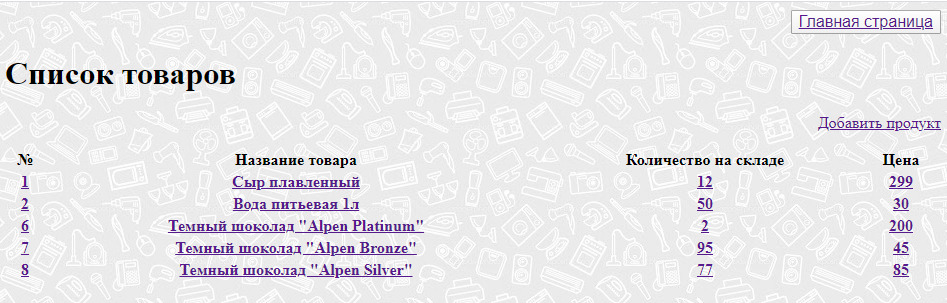 Главная страница
Список товаров
Добавить продукт
№ Название товара Количество на складе Цена
1 Сыр плавленный 12 299
2 Вода питьевая 1л 50 30
6 Темный шоколад "Alpen Platinum" 2 200
7 Темный шоколад "Alpen Bronze" 95 45
8 Темный шоколад "Alpen Silver" 77 85